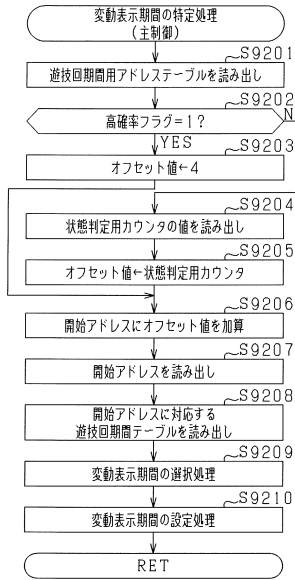 変動表示期間の特定処理
(主制御)
S9201
遊技回期間用アドレステーブルを読み出し
S9202
高確率フラグ=1?
N
YES
S9203
オフセット値←4
S9204
状態判定用カウンタの値を読み出し
S9205
オフセット値←状態判定用カウンタ
S9206
開始アドレスにオフセット値を加算
S9207
開始アドレスを読み出し
S9208
開始アドレスに対応する
遊技回期間テーブルを読み出し
S9209
変動表示期間の選択処理
S9210
変動表示期間の設定処理
RET